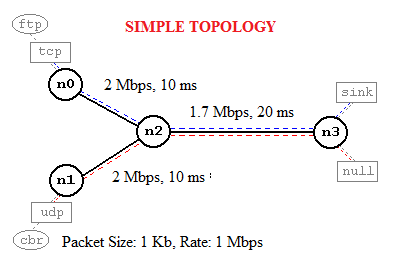 SIMPLE TOPOLOGY
ftp
tcp
n0
2 Mbps, 10 ms
1.7 Mbps, 20 ms
sink
n2
n3
n1
2 Mbps, 10 ms
null
udp
cbr
Packet Size: 1 Kb, Rate: 1 Mbps